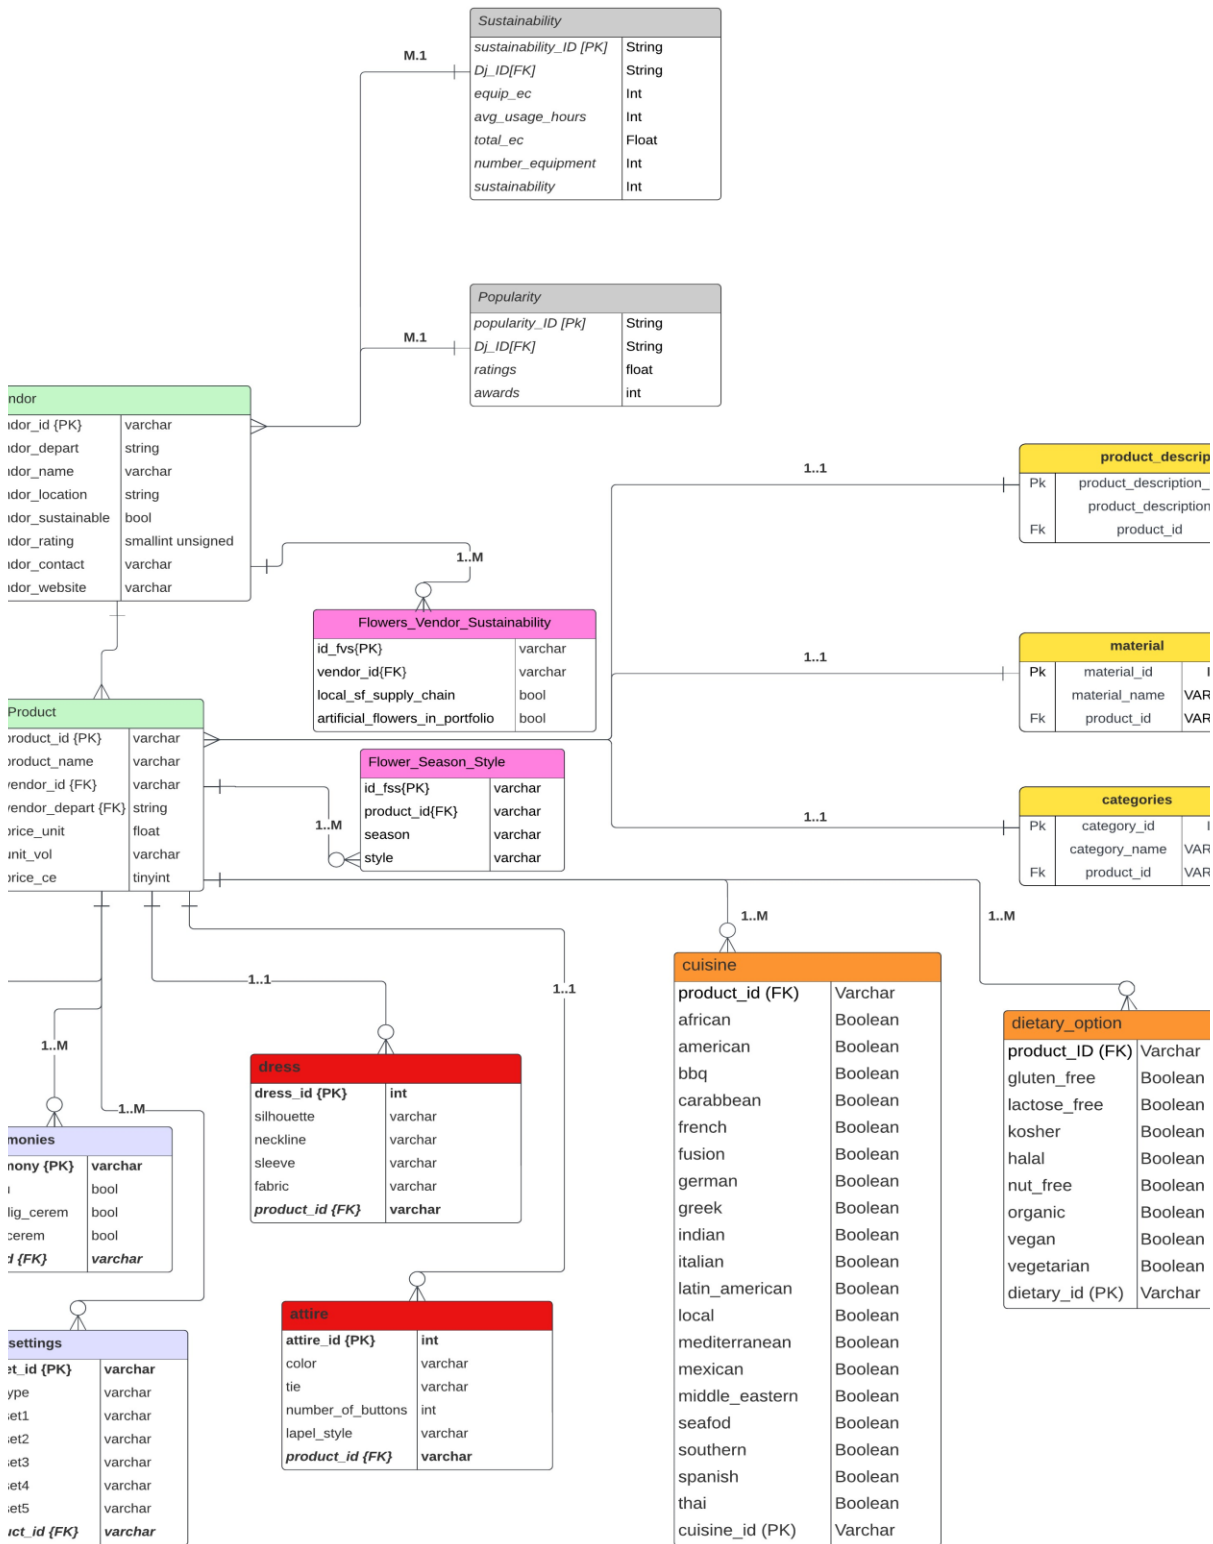 Sustainability
sustainability_ID [PK] String
Dj_ID[FK] String
equip_ec Int
avg_usage_hours Int
total_ec Float
number_equipment Int
sustainability Int
M.1
Popularity
popularity_ID [Pk] String
Dj_ID[FK] String
ratings float
awards int
M.1
ndor
ndor_id {PK} varchar
ndor_depart string
ndor_name varchar
ndor_location string
ndor_sustainable bool
ndor_rating smallint unsigned
ndor_contact varchar
ndor_website varchar
1..M
Flowers_Vendor_Sustainability
id_fvs{PK} varchar
vendor_id{FK} varchar
local_sf_supply_chain bool
artificial_flowers_in_portfolio bool
1..1
product_descrip
Pk product_description_
product_description
Fk product_id
1..1
material
Pk material_id
material_name VAR
Fk product_id VAR
1..1
categories
Pk category_id
category_name VAR
Fk product_id VAR
Product
product_id {PK} varchar
product_name varchar
vendor_id {FK} varchar
vendor_depart {FK} string
price_unit float
unit_vol varchar
price_ce tinyint
1..M
Flower_Season_Style
id_fss{PK} varchar
product_id{FK} varchar
season varchar
style varchar
1..M
1..M
1..1
1..1
1..M
1..M
cuisine
product_id (FK) Varchar
african Boolean
american Boolean
bbq Boolean
carabbean Boolean
french Boolean
fusion Boolean
german Boolean
greek Boolean
indian Boolean
italian Boolean
latin_american Boolean
local Boolean
mediterranean Boolean
mexican Boolean
middle_eastern Boolean
seafod Boolean
southern Boolean
spanish Boolean
thai Boolean
cuisine_id (PK) Varchar
dietary_option
product_ID (FK) Varchar
gluten_free Boolean
lactose_free Boolean
kosher Boolean
halal Boolean
nut_free Boolean
organic Boolean
vegan Boolean
vegetarian Boolean
dietary_id (PK) Varchar
dress
dress_id {PK} int
silhouette varchar
neckline varchar
sleeve varchar
fabric varchar
product_id {FK} varchar
attire
attire_id {PK} int
color varchar
tie varchar
number_of_buttons int
lapel_style varchar
product_id {FK} varchar
monies
mony {PK} varchar
bool
lig_cerem bool
cerem bool
d {FK} varchar
settings
et_id {PK} varchar
ype varchar
set1 varchar
set2 varchar
set3 varchar
set4 varchar
set5 varchar
uct_id {FK} varchar